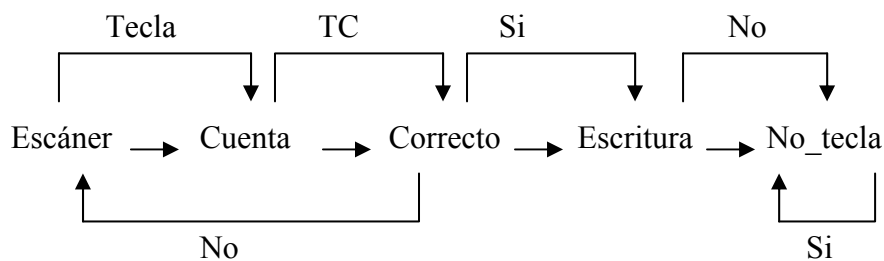 Tecla TC Si No
Escáner Cuenta Correcto Escritura No_tecla
No Si